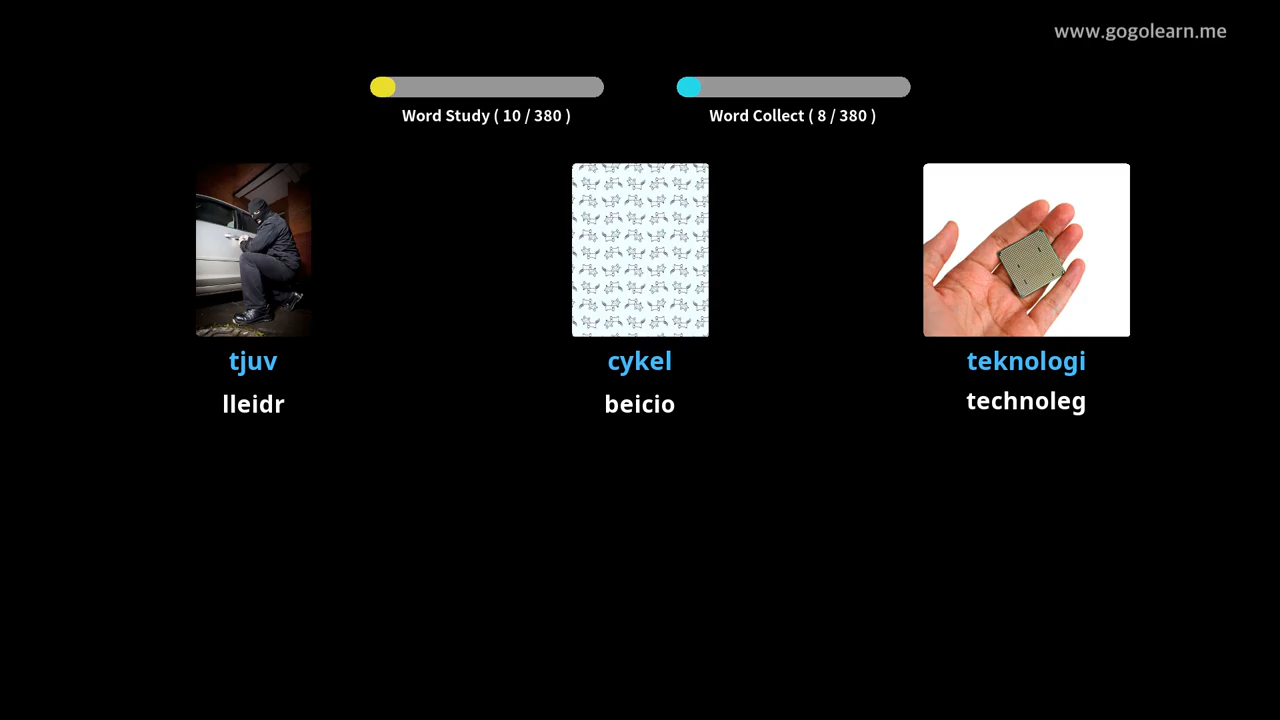 www.gogolearn.me
Word Study ( 10 / 380 )
Word Collect ( 8 / 380 )
tjuv
cykel
teknologi
lleidr
beicio
technoleg